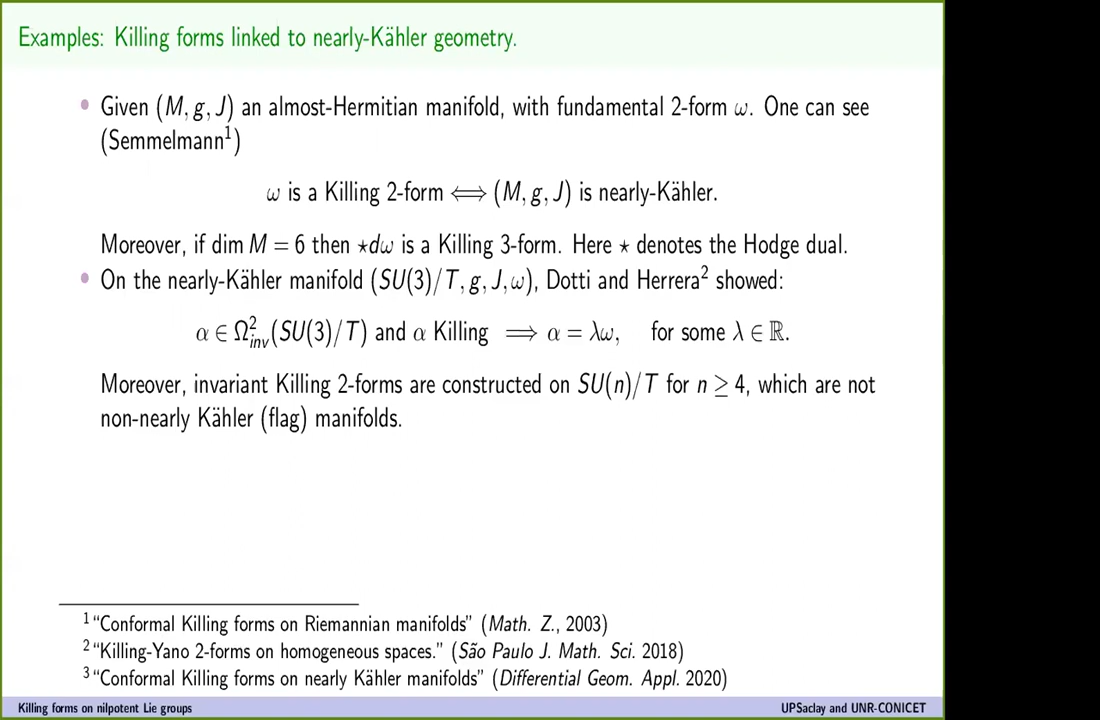 Examples: Killing forms linked to nearly-Kähler geometry.
• Given (M, g, J) an almost-Hermitian manifold, with fundamental 2-form ω. One can see
(Semmelmann¹)
ω is a Killing 2-form ⟺ (M, g, J) is nearly-Kähler.
Moreover, if dim M = 6 then ⋆dω is a Killing 3-form. Here ⋆ denotes the Hodge dual.
• On the nearly-Kähler manifold (SU(3)/T, g, J, ω), Dotti and Herrera² showed:
α ∈ Ω²_inv(SU(3)/T) and α Killing ⟹ α = λω, for some λ ∈ ℝ.
Moreover, invariant Killing 2-forms are constructed on SU(n)/T for n ≥ 4, which are not
non-nearly Kähler (flag) manifolds.
¹ "Conformal Killing forms on Riemannian manifolds" (Math. Z., 2003)
² "Killing-Yano 2-forms on homogeneous spaces." (São Paulo J. Math. Sci. 2018)
³ "Conformal Killing forms on nearly Kähler manifolds" (Differential Geom. Appl. 2020)
Killing forms on nilpotent Lie groups UPSaclay and UNR-CONICET